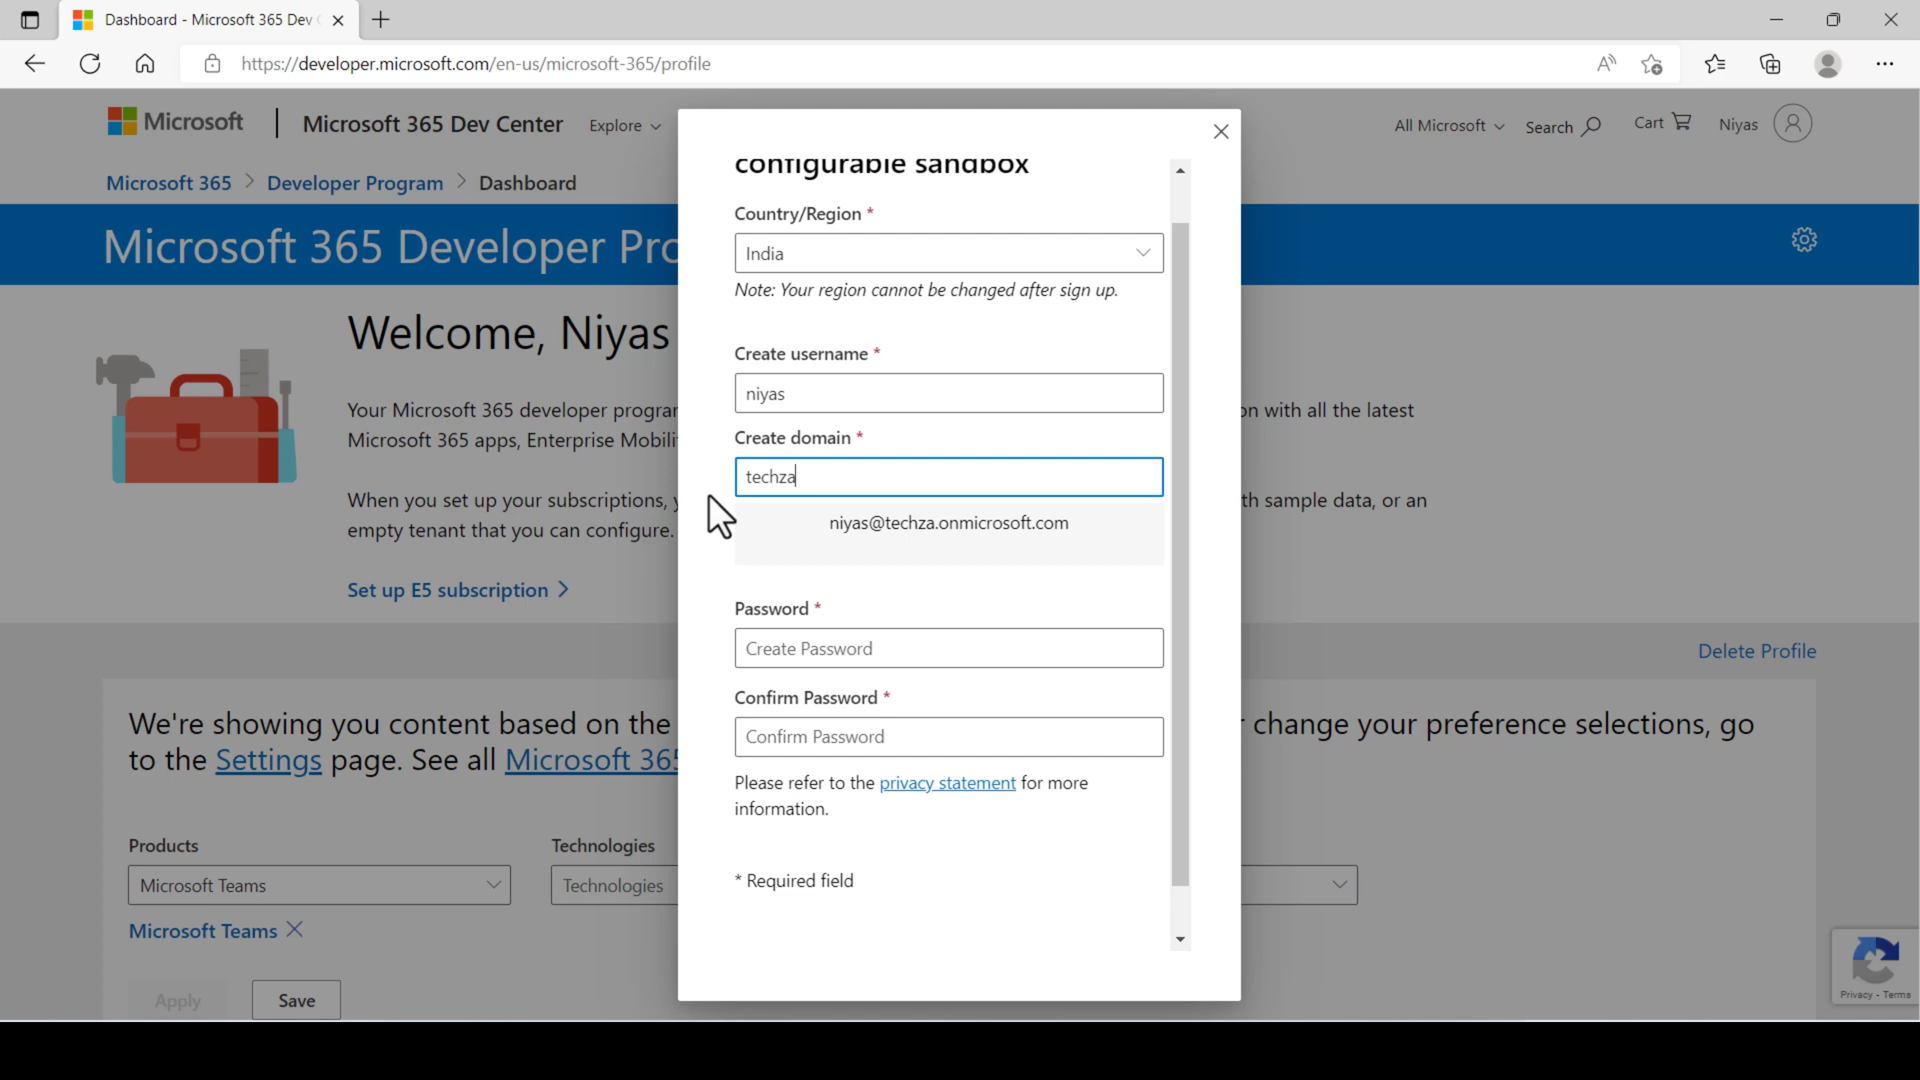 Dashboard - Microsoft 365 Dev C
https://developer.microsoft.com/en-us/microsoft-365/profile
Microsoft
Microsoft 365 Dev Center
Explore
All Microsoft
Search
Cart
Niyas
Microsoft 365 > Developer Program > Dashboard
Microsoft 365 Developer Pro
Welcome, Niyas
Your Microsoft 365 developer program
on with all the latest
Microsoft 365 apps, Enterprise Mobili
When you set up your subscriptions, y
th sample data, or an
empty tenant that you can configure.
Set up E5 subscription >
Delete Profile
We're showing you content based on the
change your preference selections, go
to the Settings page. See all Microsoft 365
Products
Technologies
Microsoft Teams
Technologies
Microsoft Teams
Apply
Save
configurable sandbox
Country/Region *
India
Note: Your region cannot be changed after sign up.
Create username *
niyas
Create domain *
techza
niyas@techza.onmicrosoft.com
Password *
Create Password
Confirm Password *
Confirm Password
Please refer to the privacy statement for more
information.
* Required field
Privacy - Terms